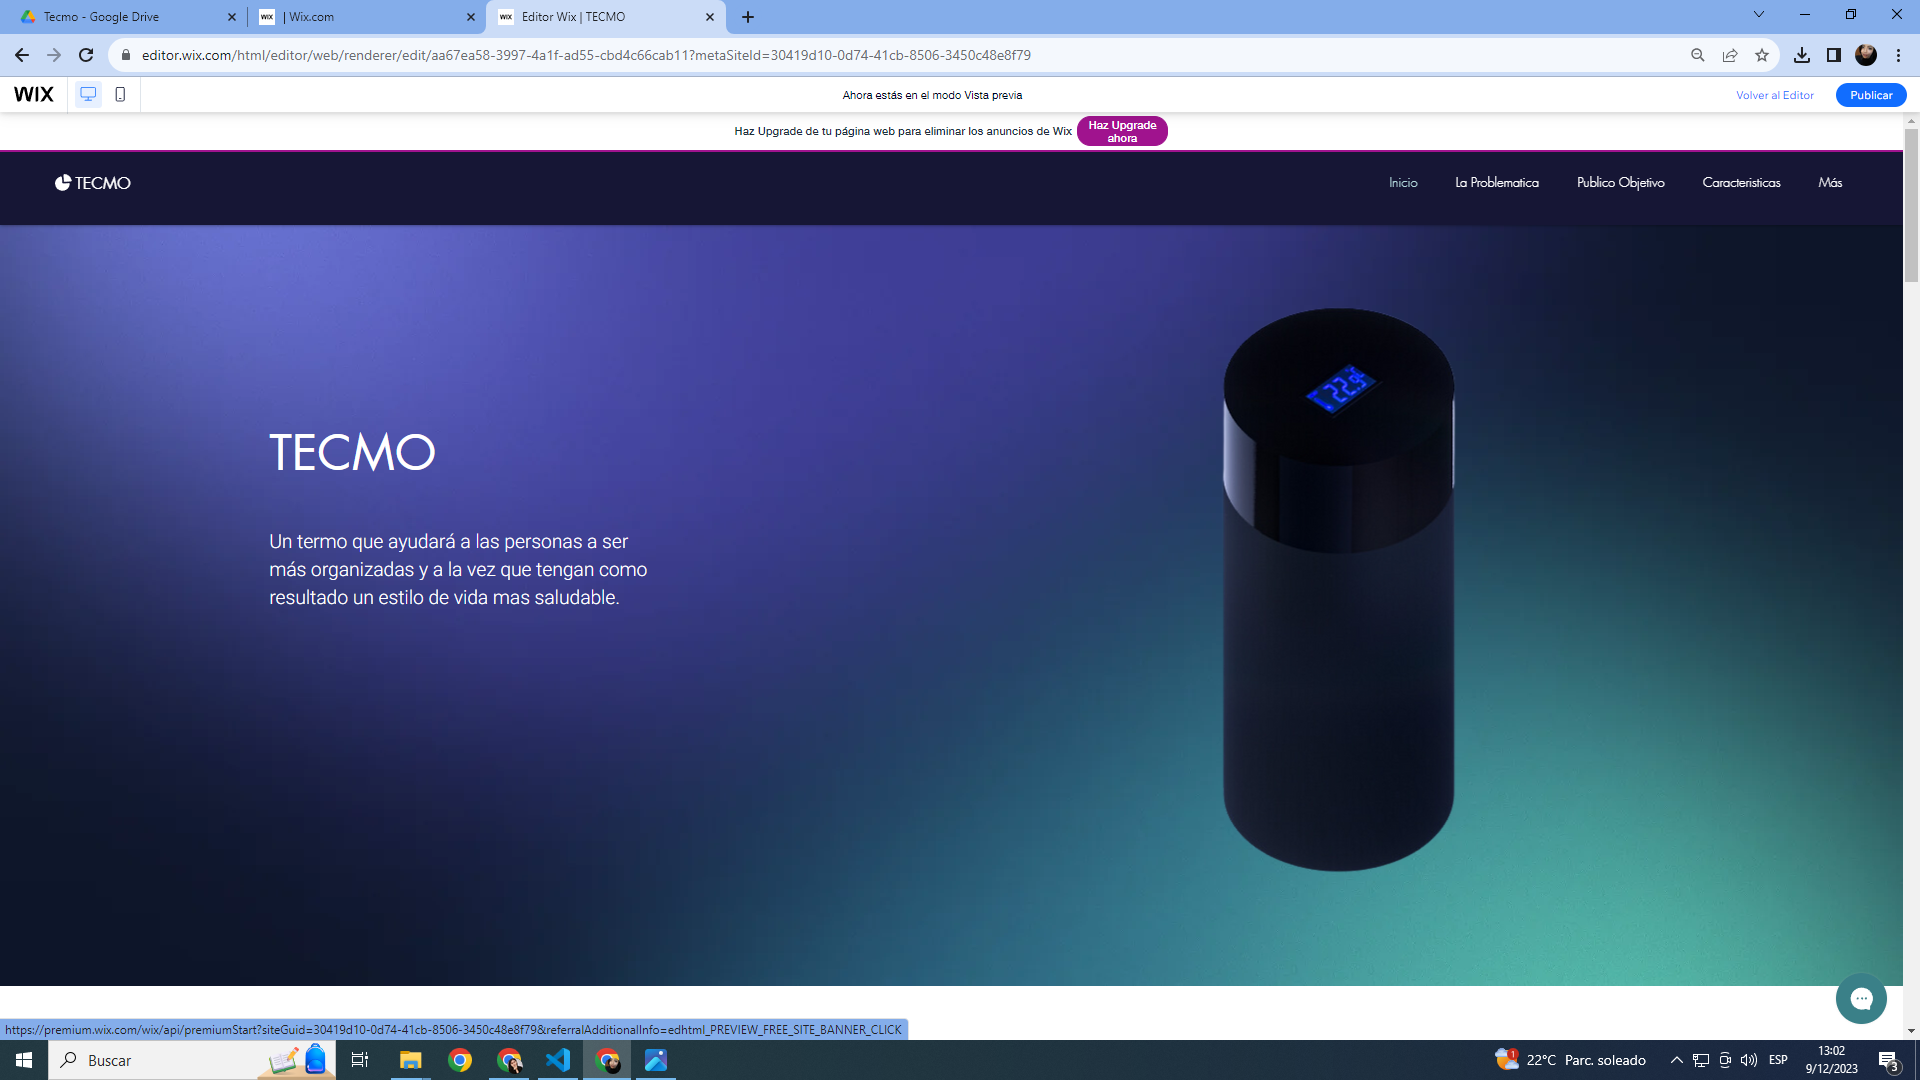 Tecmo - Google Drive
WIX | Wix.com
WIX Editor Wix | TECMO
editor.wix.com/html/editor/web/renderer/edit/aa67ea58-3997-4a1f-ad55-cbd4c66cab11?metaSiteId=30419d10-0d74-41cb-8506-3450c48e8f79
WIX
Ahora estás en el modo Vista previa
Volver al Editor
Publicar
Haz Upgrade de tu página web para eliminar los anuncios de Wix
Haz Upgrade
ahora
TECMO
Inicio
La Problematica
Publico Objetivo
Caracteristicas
Más
22.9°C
TECMO
Un termo que ayudará a las personas a ser
más organizadas y a la vez que tengan como
resultado un estilo de vida mas saludable.
https://premium.wix.com/wix/api/premiumStart?siteGuid=30419d10-0d74-41cb-8506-3450c48e8f79&referralAdditionalInfo=edhtml_PREVIEW_FREE_SITE_BANNER_CLICK
Buscar
1
22°C Parc. soleado
ESP
13:02
9/12/2023
3